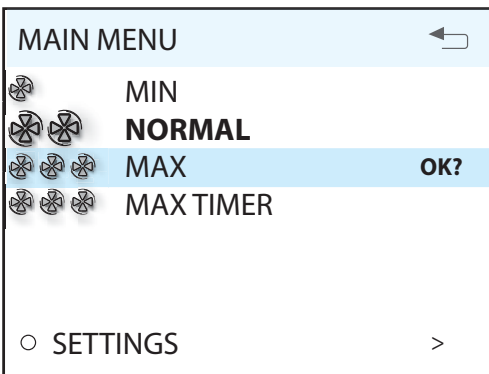 MAIN MENU
MIN
NORMAL
MAX OK?
MAX TIMER
SETTINGS >